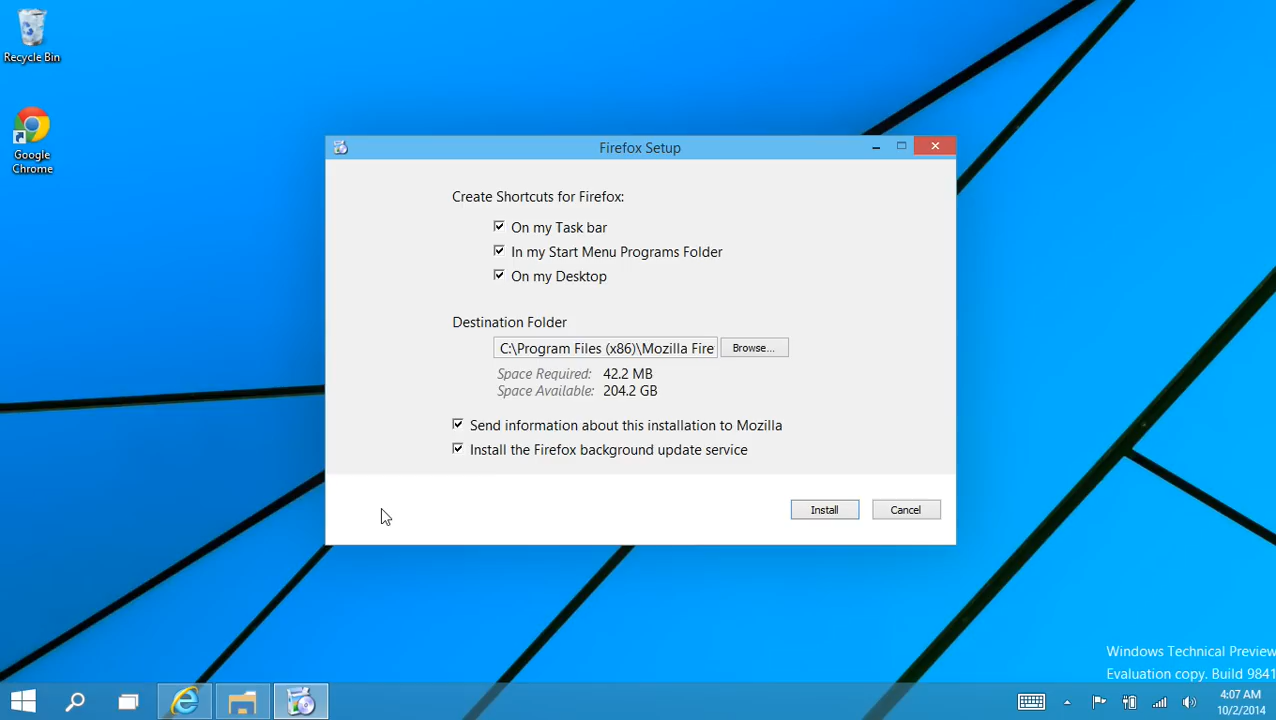 Recycle Bin
Google
Chrome
Firefox Setup
Create Shortcuts for Firefox:
On my Task bar
In my Start Menu Programs Folder
On my Desktop
Destination Folder
C:\Program Files (x86)\Mozilla Fire
Browse...
Space Required: 42.2 MB
Space Available: 204.2 GB
Send information about this installation to Mozilla
Install the Firefox background update service
Install
Cancel
Windows Technical Preview
Evaluation copy. Build 9841
4:07 AM
10/2/2014